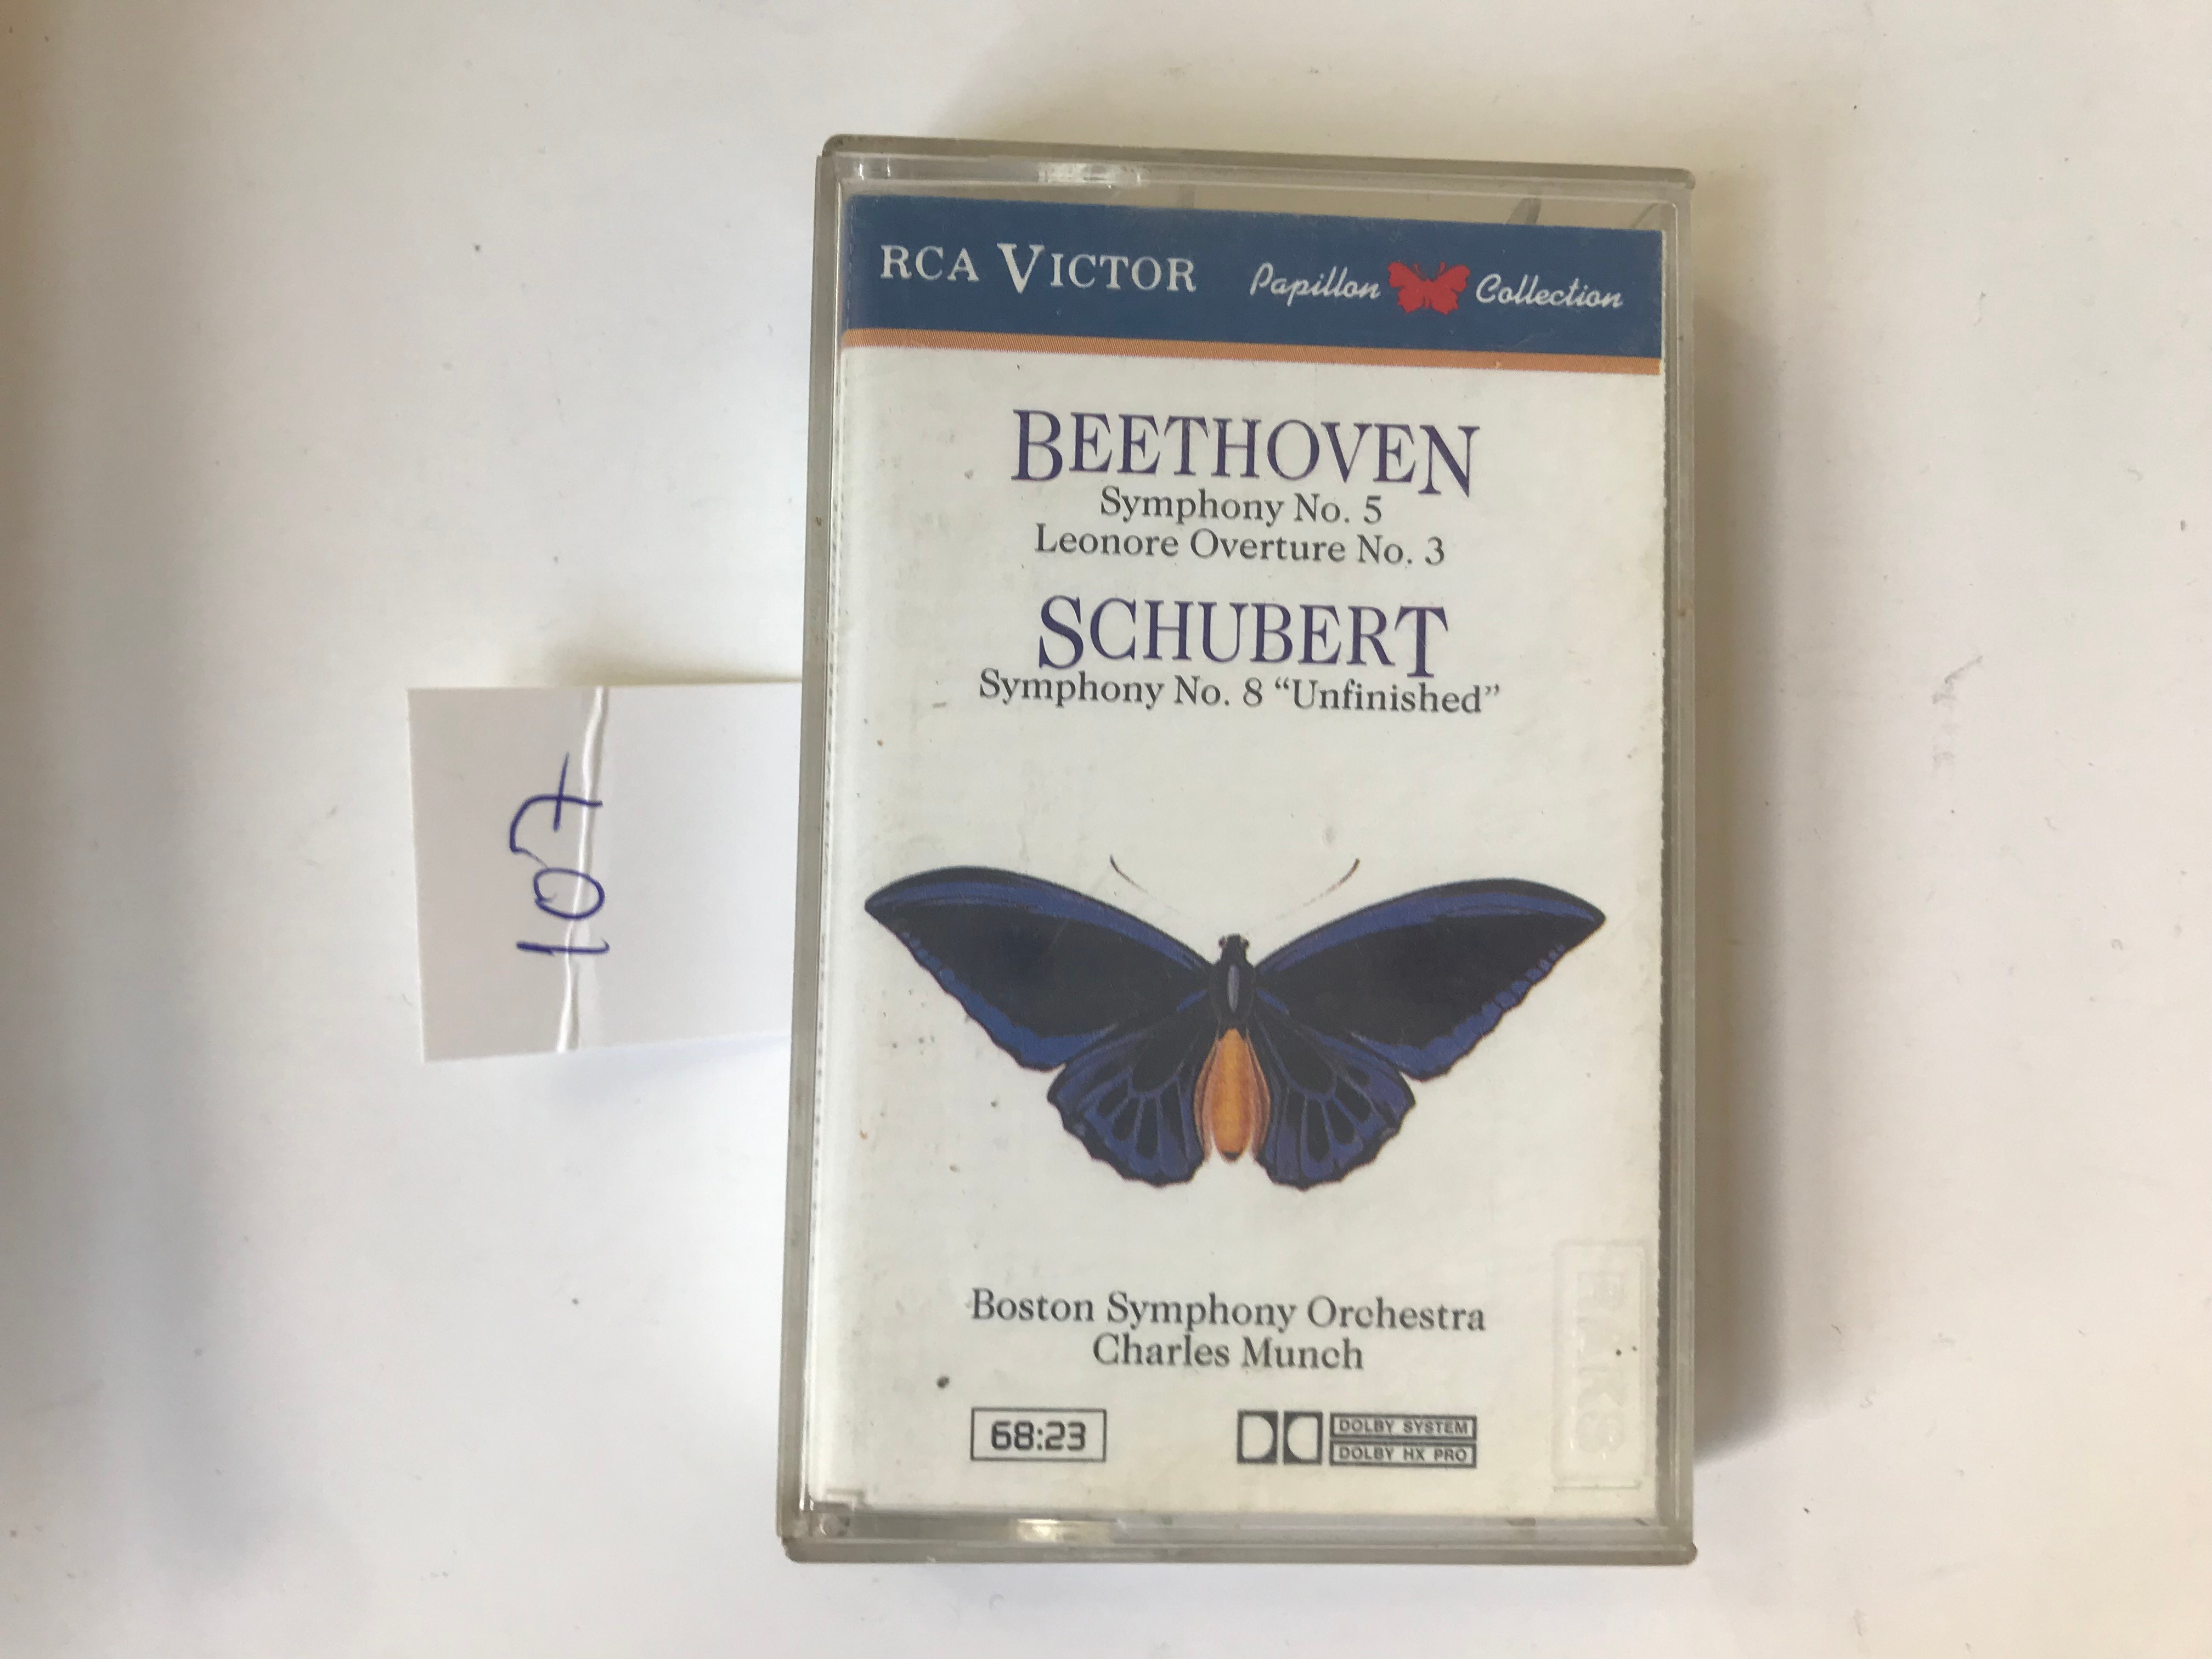 RCA VICTOR Papillon Collection
BEETHOVEN
Symphony No. 5
Leonore Overture No. 3
SCHUBERT
Symphony No. 8 “Unfinished”
107
Boston Symphony Orchestra
Charles Munch
68:23
DOLBY SYSTEM
DOLBY HX PRO
RAKS